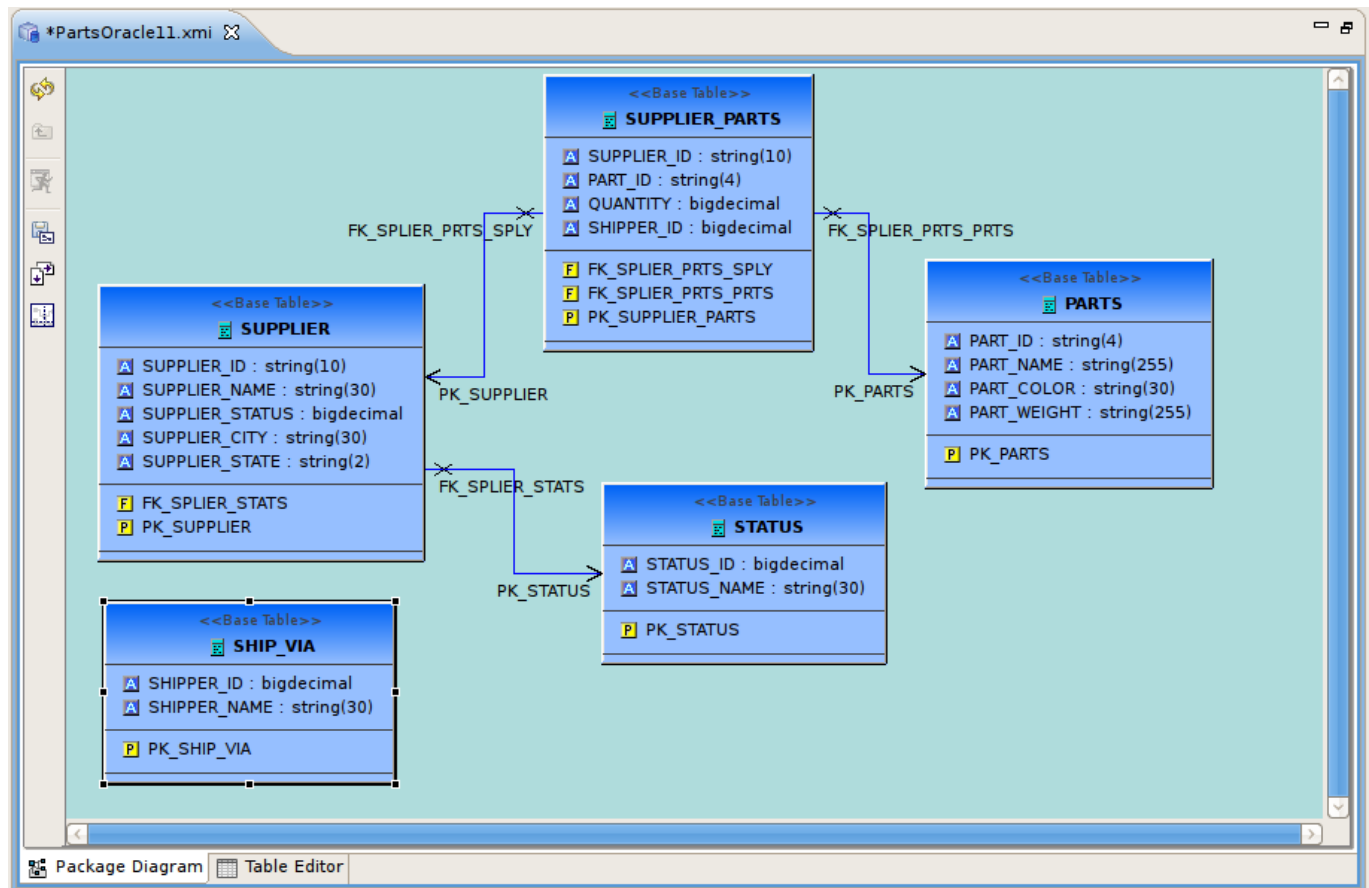 *PartsOracle11.xmi
<<Base Table>>
SUPPLIER_PARTS
SUPPLIER_ID : string(10)
PART_ID : string(4)
QUANTITY : bigdecimal
SHIPPER_ID : bigdecimal
FK_SPLIER_PRTS_SPLY
FK_SPLIER_PRTS_PRTS
PK_SUPPLIER_PARTS
FK_SPLIER_PRTS_SPLY
FK_SPLIER_PRTS_PRTS
<<Base Table>>
SUPPLIER
SUPPLIER_ID : string(10)
SUPPLIER_NAME : string(30)
SUPPLIER_STATUS : bigdecimal
SUPPLIER_CITY : string(30)
SUPPLIER_STATE : string(2)
FK_SPLIER_STATS
PK_SUPPLIER
PK_SUPPLIER
PK_PARTS
<<Base Table>>
PARTS
PART_ID : string(4)
PART_NAME : string(255)
PART_COLOR : string(30)
PART_WEIGHT : string(255)
PK_PARTS
FK_SPLIER_STATS
PK_STATUS
<<Base Table>>
STATUS
STATUS_ID : bigdecimal
STATUS_NAME : string(30)
PK_STATUS
<<Base Table>>
SHIP_VIA
SHIPPER_ID : bigdecimal
SHIPPER_NAME : string(30)
PK_SHIP_VIA
Package Diagram
Table Editor